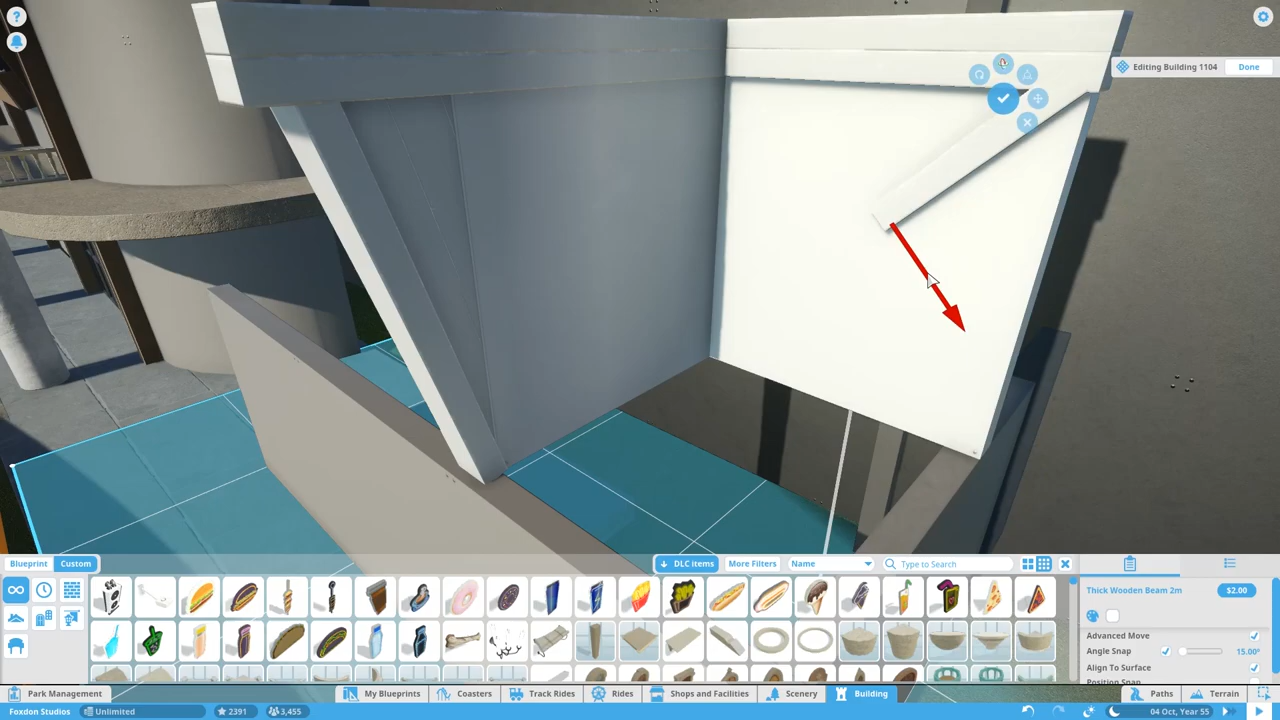 Editing Building 1104 Done
Blueprint Custom DLC items More Filters Name Type to Search
Thick Wooden Beam 2m $2.00
Advanced Move
Angle Snap 15.00°
Align To Surface
Park Management My Blueprints Coasters Track Rides Rides Shops and Facilities Scenery Building Paths Terrain
Foxdon Studios Unlimited 2391 3,455 04 Oct, Year 55